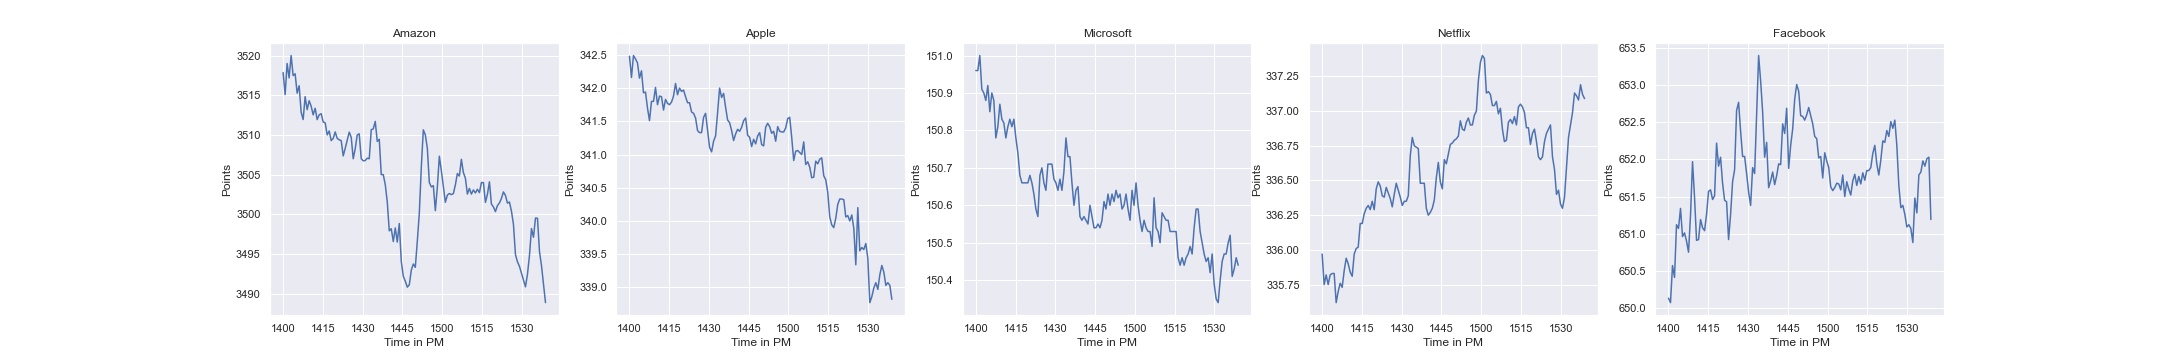 Amazon
3520
3515
3510
3505
3500
3495
3490
Points
1400 1415 1430 1445 1500 1515 1530
Time in PM
Apple
342.5
342.0
341.5
341.0
340.5
340.0
339.5
339.0
Points
1400 1415 1430 1445 1500 1515 1530
Time in PM
Microsoft
151.0
150.9
150.8
150.7
150.6
150.5
150.4
Points
1400 1415 1430 1445 1500 1515 1530
Time in PM
Netflix
337.25
337.00
336.75
336.50
336.25
336.00
335.75
Points
1400 1415 1430 1445 1500 1515 1530
Time in PM
Facebook
653.5
653.0
652.5
652.0
651.5
651.0
650.5
650.0
Points
1400 1415 1430 1445 1500 1515 1530
Time in PM